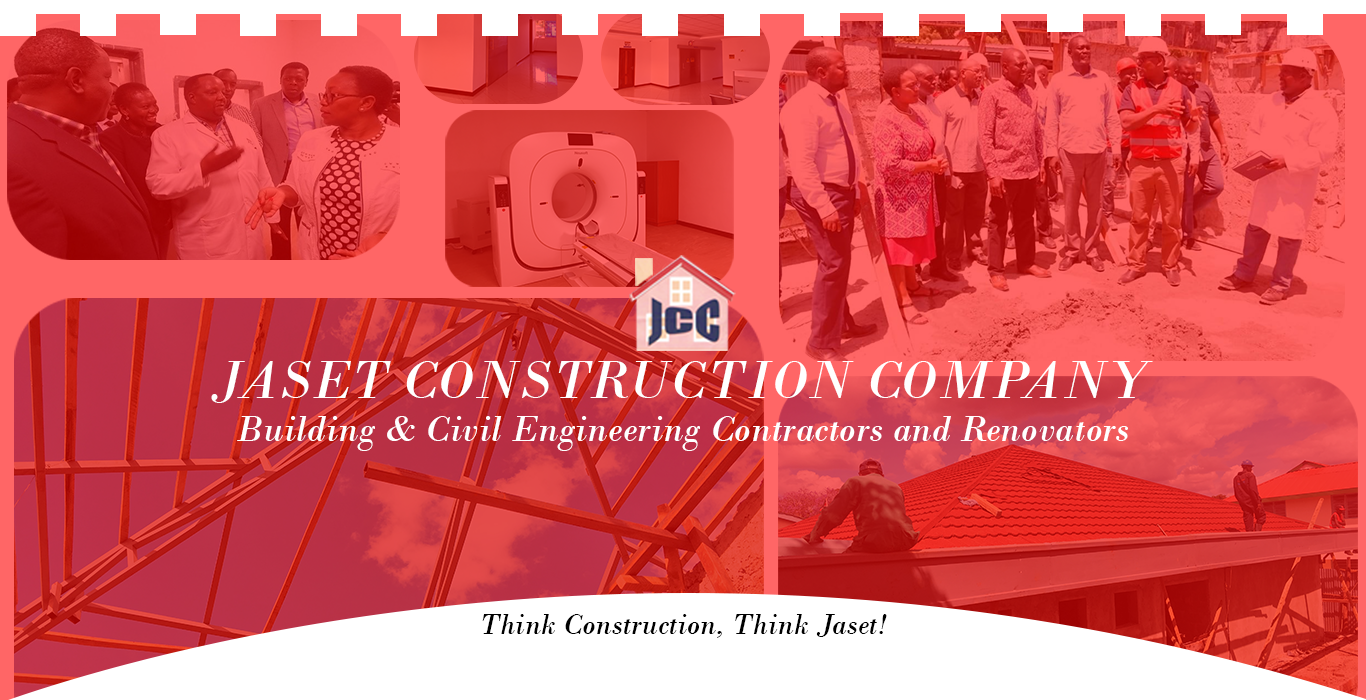 JCC
JASET CONSTRUCTION COMPANY
Building & Civil Engineering Contractors and Renovators
Think Construction, Think Jaset!